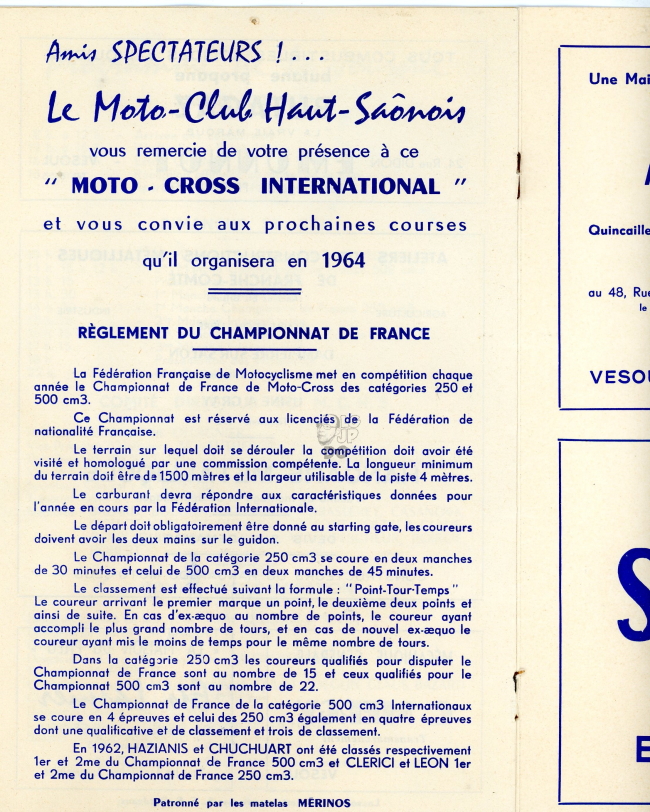 Amis SPECTATEURS ! . . .
Le Moto-Club Haut-Saônois
vous remercie de votre présence à ce
" MOTO - CROSS INTERNATIONAL "
et vous convie aux prochaines courses
qu'il organisera en 1964
RÈGLEMENT DU CHAMPIONNAT DE FRANCE
La Fédération Française de Motocyclisme met en compétition chaque
année le Championnat de France de Moto-Cross des catégories 250 et
500 cm3.
Ce Championnat est réservé aux licenciés de la Fédération de
nationalité Française.
Le terrain sur lequel doit se dérouler la compétition doit avoir été
visité et homologué par une commission compétente. La longueur minimum
du terrain doit être de 1500 mètres et la largeur utilisable de la piste 4 mètres.
Le carburant devra répondre aux caractéristiques données pour
l'année en cours par la Fédération Internationale.
Le départ doit obligatoirement être donné au starting gate, les coureurs
doivent avoir les deux mains sur le guidon.
Le Championnat de la catégorie 250 cm3 se coure en deux manches
de 30 minutes et celui de 500 cm3 en deux manches de 45 minutes.
Le classement est effectué suivant la formule : "Point-Tour-Temps"
Le coureur arrivant le premier marque un point, le deuxième deux points et
ainsi de suite. En cas d'ex-æquo au nombre de points, le coureur ayant
accompli le plus grand nombre de tours, et en cas de nouvel ex-æquo le
coureur ayant mis le moins de temps pour le même nombre de tours.
Dans la catégorie 250 cm3 les coureurs qualifiés pour disputer le
Championnat de France sont au nombre de 15 et ceux qualifiés pour le
Championnat 500 cm3 sont au nombre de 22.
Le Championnat de France de la catégorie 500 cm3 Internationaux
se coure en 4 épreuves et celui des 250 cm3 également en quatre épreuves
dont une qualificative et de classement et trois de classement.
En 1962, HAZIANIS et CHUCHUART ont été classés respectivement
1er et 2me du Championnat de France 500 cm3 et CLERICI et LEON 1er
et 2me du Championnat de France 250 cm3.
Patronné par les matelas MÉRINOS
Une Mai
Quincaille
au 48, Rue
le
VESOU
S
E